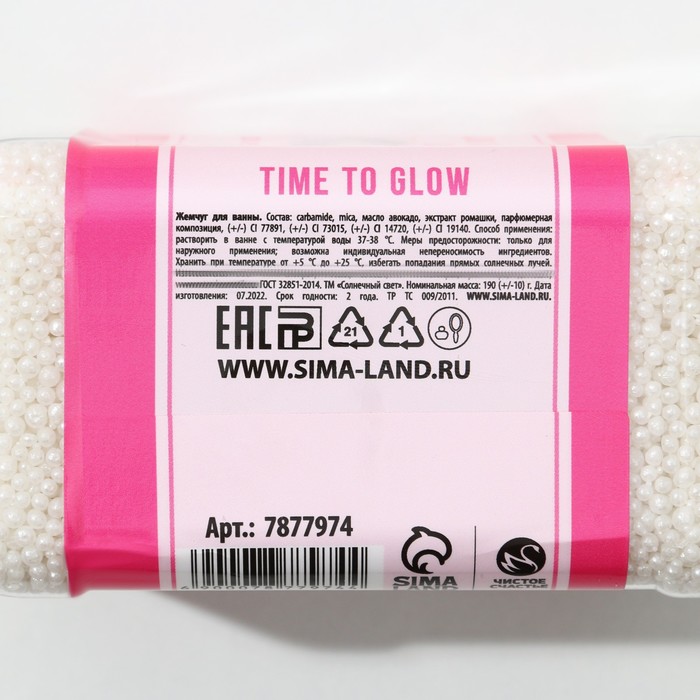 TIME TO GLOW
Жемчуг для ванны. Состав: carbamide, mica, масло авокадо, экстракт ромашки, парфюмерная
композиция, (+/-) CI 77891, (+/-) CI 73015, (+/-) CI 14720, (+/-) CI 19140. Способ применения:
растворить в ванне с температурой воды 37-38 °C. Меры предосторожности: только для
наружного применения; возможна индивидуальная непереносимость ингредиентов.
Хранить при температуре от +5 °C до +25 °C, избегать попадания прямых солнечных лучей.
ГОСТ 32851-2014. ТМ «Солнечный свет». Номинальная масса: 190 (+/-10) г. Дата
изготовления: 07.2022. Срок годности: 2 года. ТР ТС 009/2011. WWW.SIMA-LAND.RU.
EAC 21 1
WWW.SIMA-LAND.RU
Арт.: 7877974
SIMA
LAND
ЧИСТОЕ
СЧАСТЬЕ